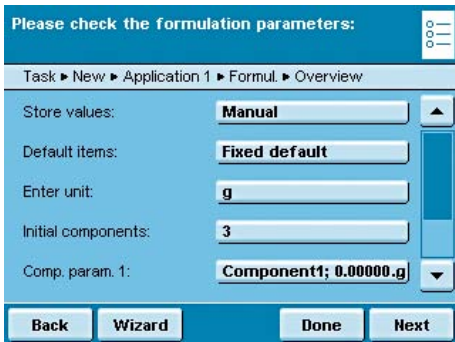 Please check the formulation parameters:
Task ▸ New ▸ Application 1 ▸ Formul. ▸ Overview
Store values: Manual
Default items: Fixed default
Enter unit: g
Initial components: 3
Comp. param. 1: Component1; 0.00000.g
Back Wizard Done Next